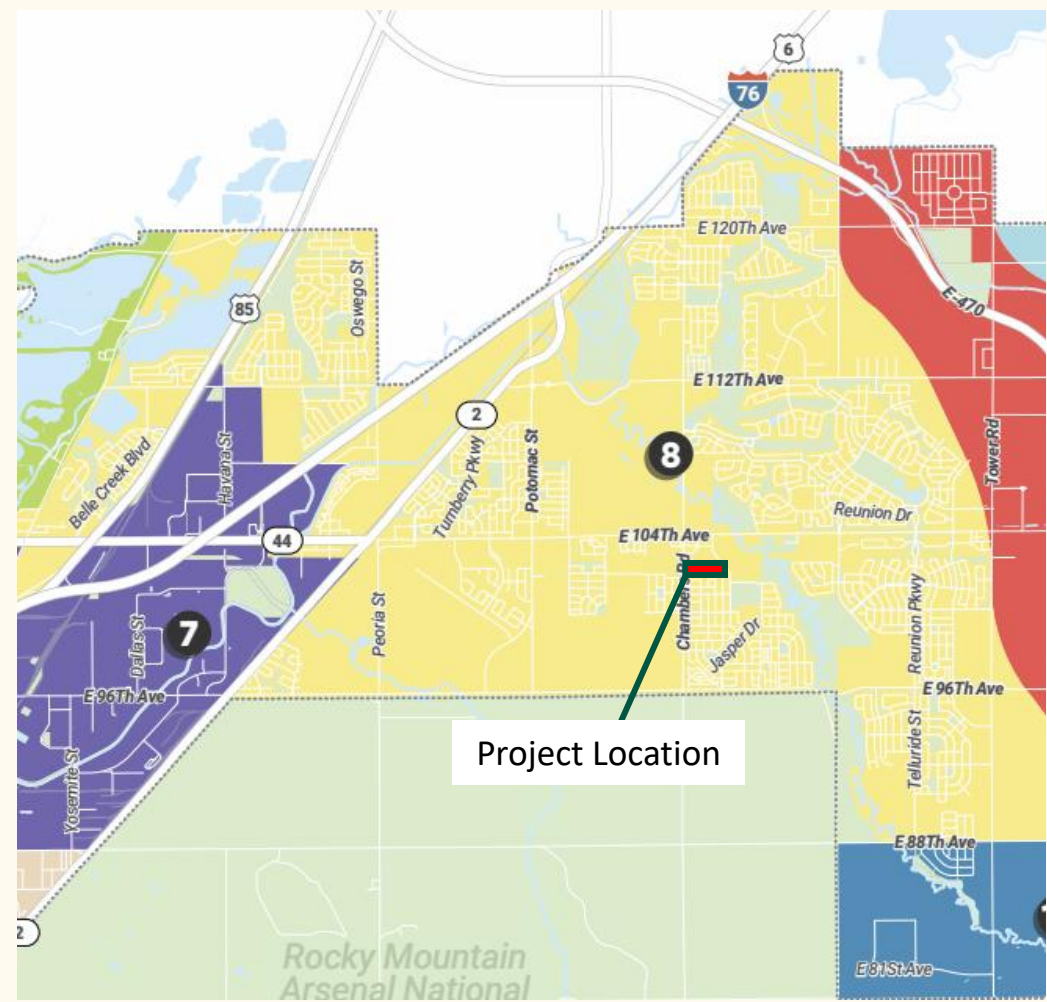 6
76
E 120Th Ave
Oswego St
85
E-470
E 112Th Ave
2
Tower Rd
Potomac St
Turnberry Pkwy
Havana St
Belle Creek Blvd
8
Reunion Dr
E 104Th Ave
44
Chambers Rd
Peoria St
7
Dallas St
Jasper Dr
Reunion Pkwy
E 96Th Ave
E 96Th Ave
Telluride St
Project Location
Yosemite St
E 88Th Ave
2
Rocky Mountain
Arsenal National
E 81St Ave